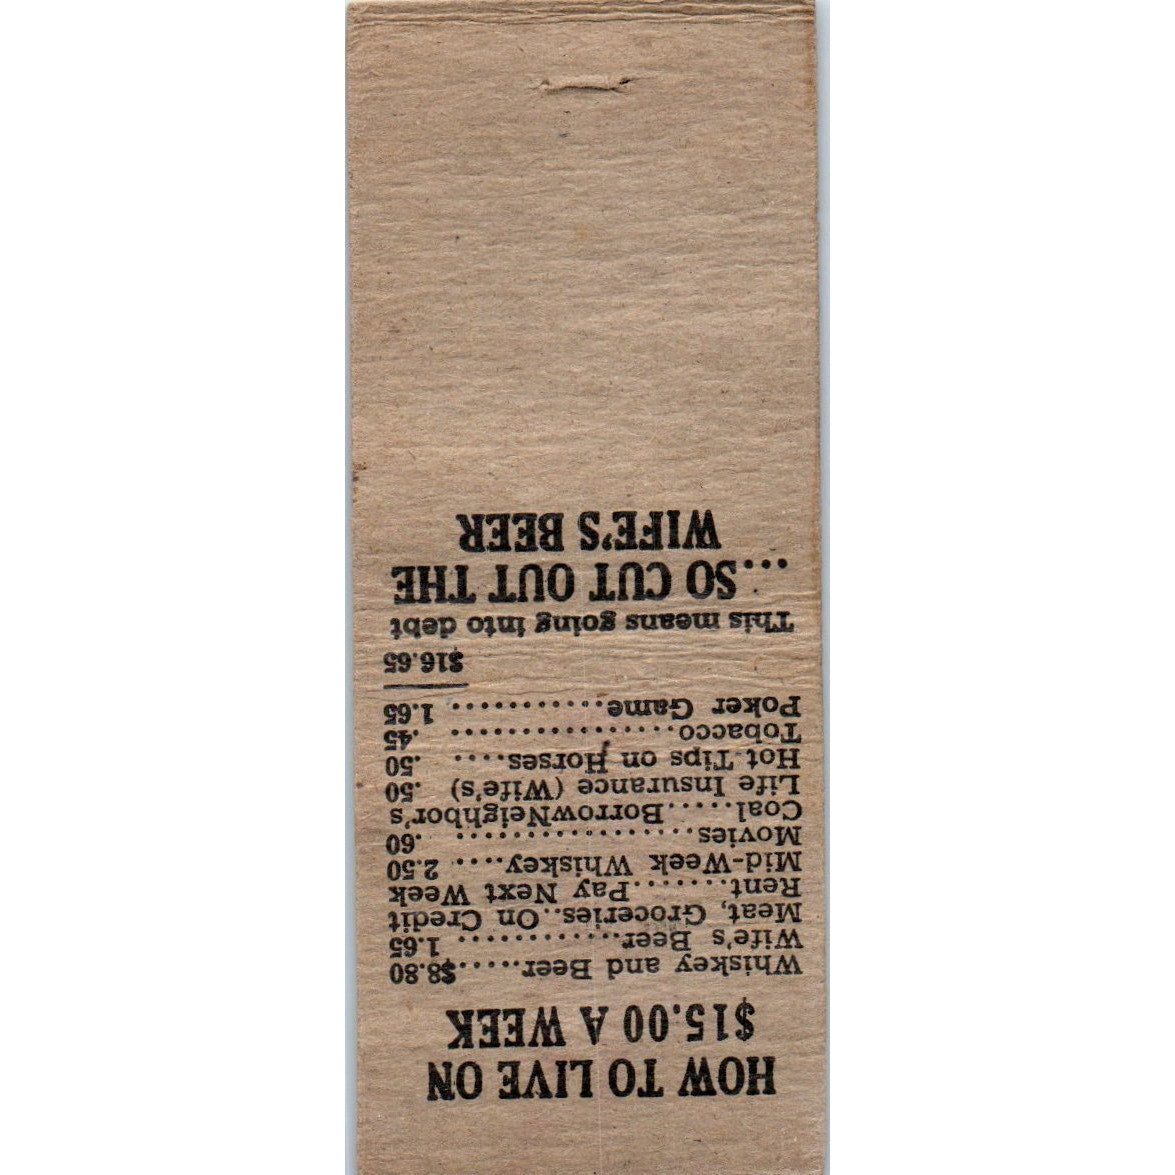 HOW TO LIVE ON
$15.00 A WEEK
Whiskey and Beer.....$8.80
Wife's Beer............ 1.65
Meat, Groceries..On Credit
Rent.......Pay Next Week
Mid-Week Whiskey.... 2.50
Movies.................. .60
Coal.....BorrowNeighbor's
Life Insurance (Wife's) .50
Hot Tips on Horses.... .50
Tobacco................. .45
Poker Game........... 1.65
$16.65
This means going into debt
...SO CUT OUT THE
WIFE'S BEER